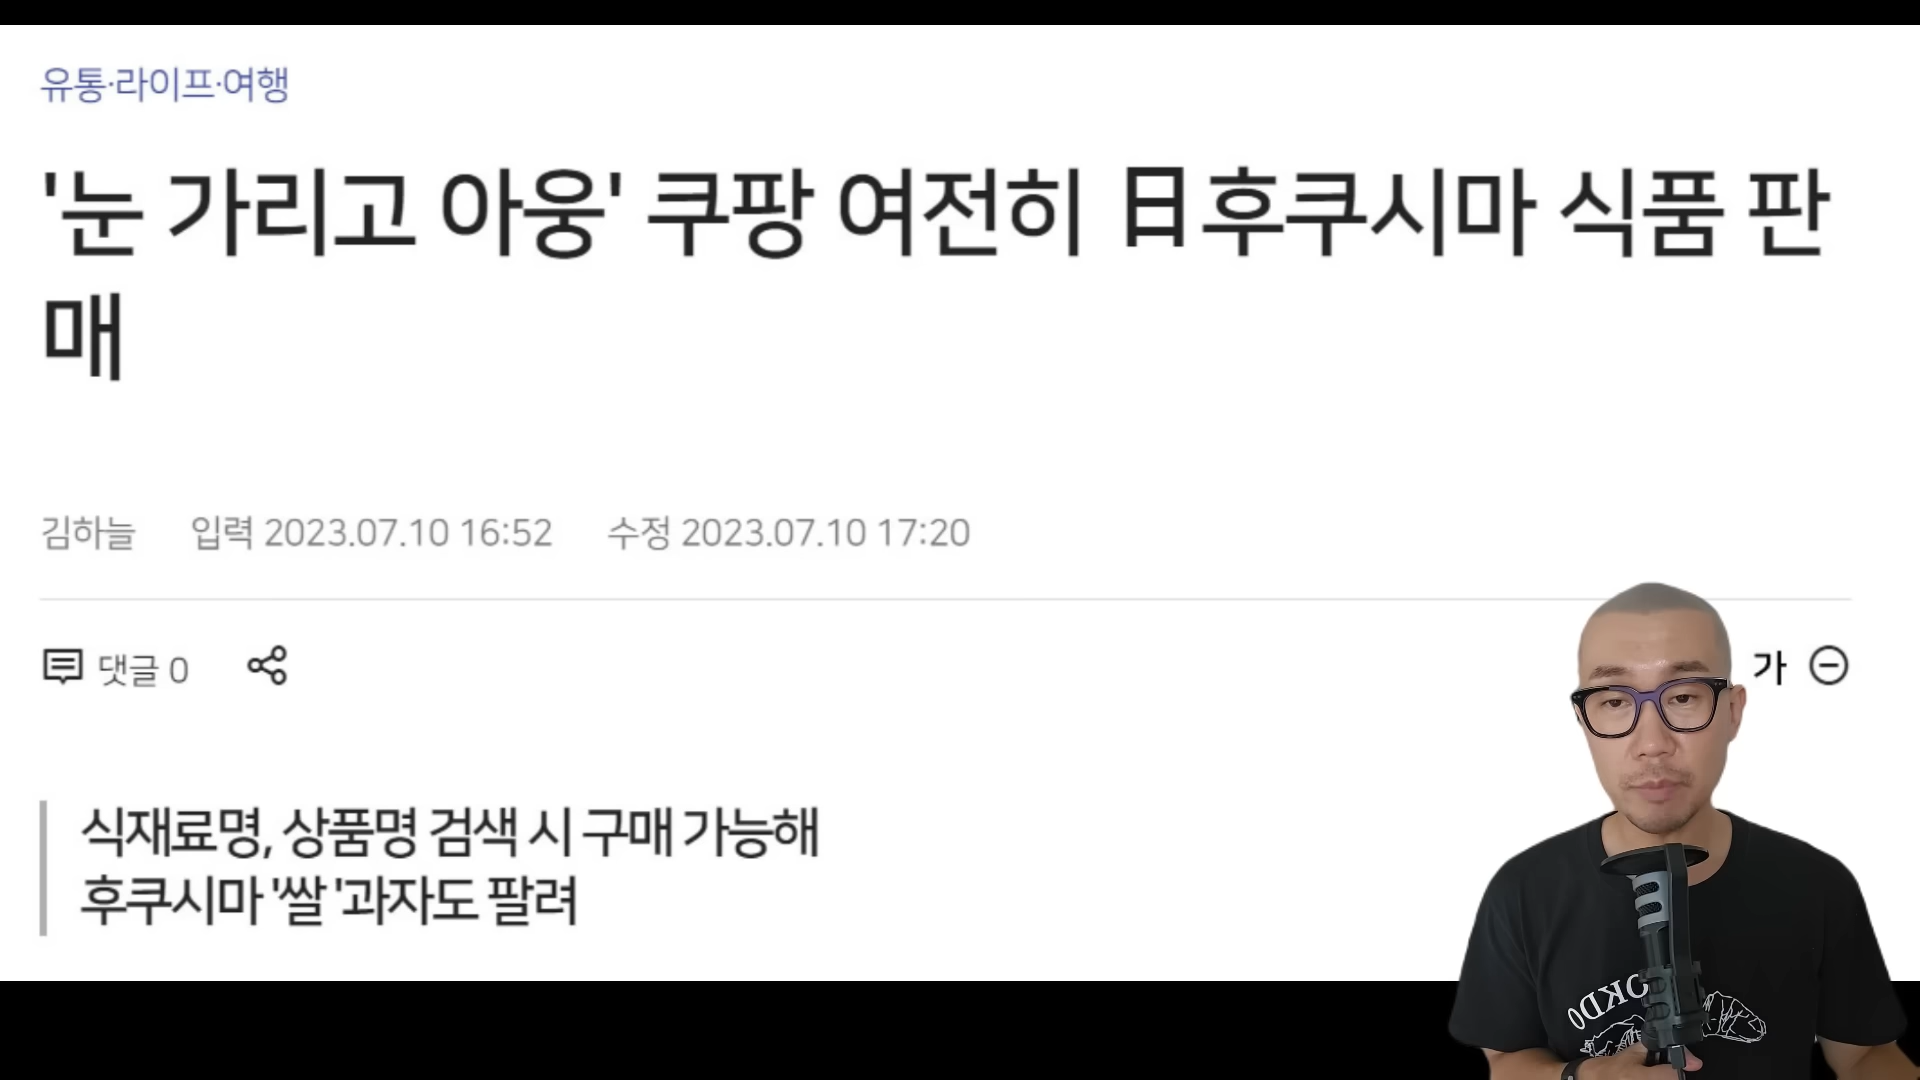 유통·라이프·여행
'눈 가리고 아웅' 쿠팡 여전히 日후쿠시마 식품 판
매
김하늘 입력 2023.07.10 16:52 수정 2023.07.10 17:20
댓글 0 가
식재료명, 상품명 검색 시 구매 가능해
후쿠시마 '쌀 '과자도 팔려